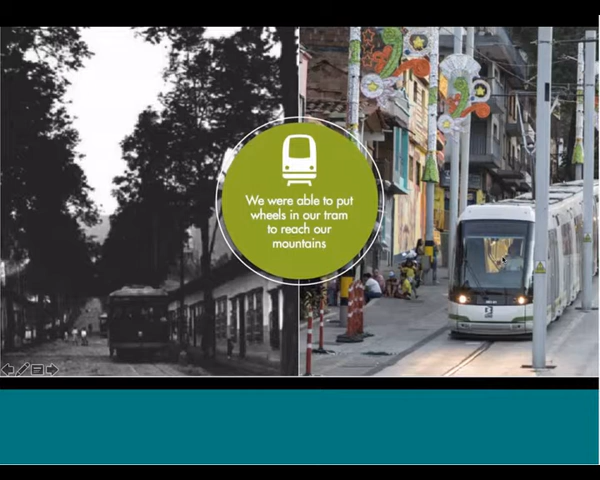 We were able to put
wheels in our tram
to reach our
mountains